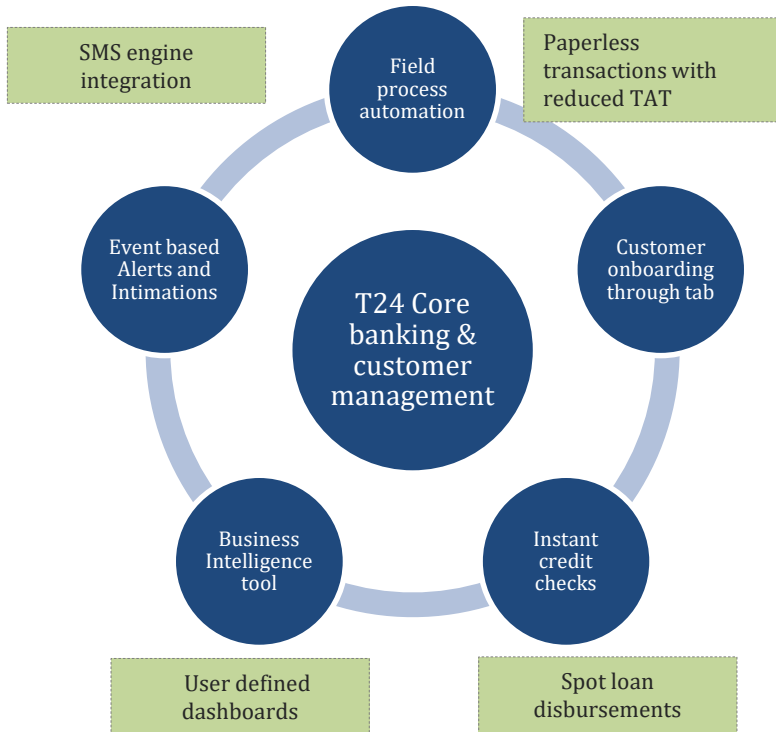 SMS engine
integration
Field
process
automation
Paperless
transactions with
reduced TAT
Event based
Alerts and
Intimations
Customer
onboarding
through tab
T24 Core
banking &
customer
management
Business
Intelligence
tool
Instant
credit
checks
User defined
dashboards
Spot loan
disbursements